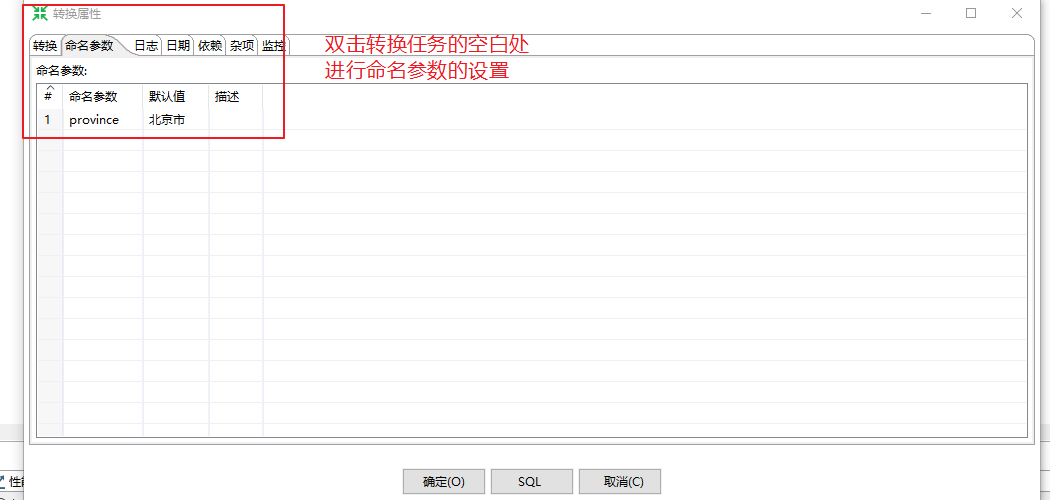 转换属性
转换 命名参数 日志 日期 依赖 杂项 监控
双击转换任务的空白处
进行命名参数的设置
命名参数:
# 命名参数 默认值 描述
1 province 北京市
性能
确定(O) SQL 取消(C)